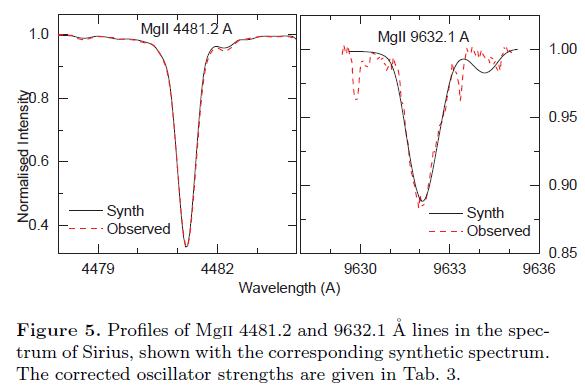 MgII 4481.2 A
MgII 9632.1 A
1.0
0.8
0.6
0.4
Normalised Intensity
1.00
0.95
0.90
0.85
Synth
Observed
Synth
Observed
4479
4482
9630
9633
9636
Wavelength (A)
Figure 5. Profiles of MgII 4481.2 and 9632.1 Å lines in the spec-
trum of Sirius, shown with the corresponding synthetic spectrum.
The corrected oscillator strengths are given in Tab. 3.